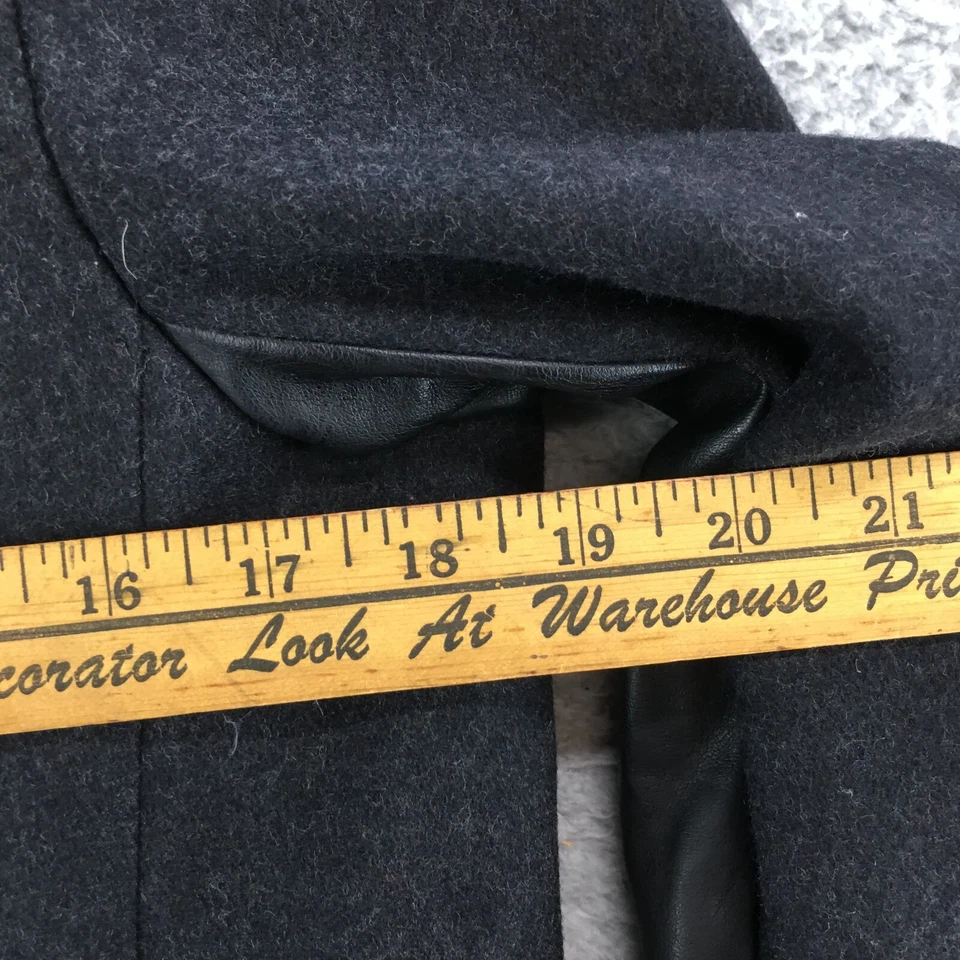 16 17 18 19 20 21
corator Look At Warehouse Pri